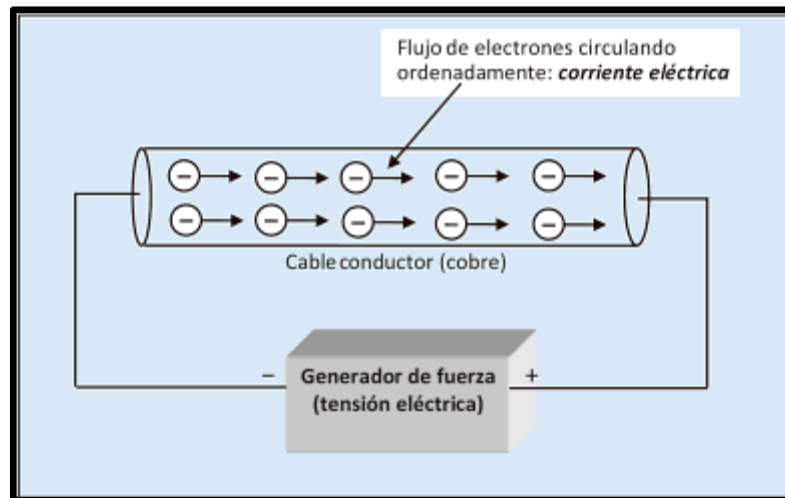 Flujo de electrones circulando
ordenadamente: corriente eléctrica
− − − − −
− − − − −
Cable conductor (cobre)
− Generador de fuerza +
(tensión eléctrica)